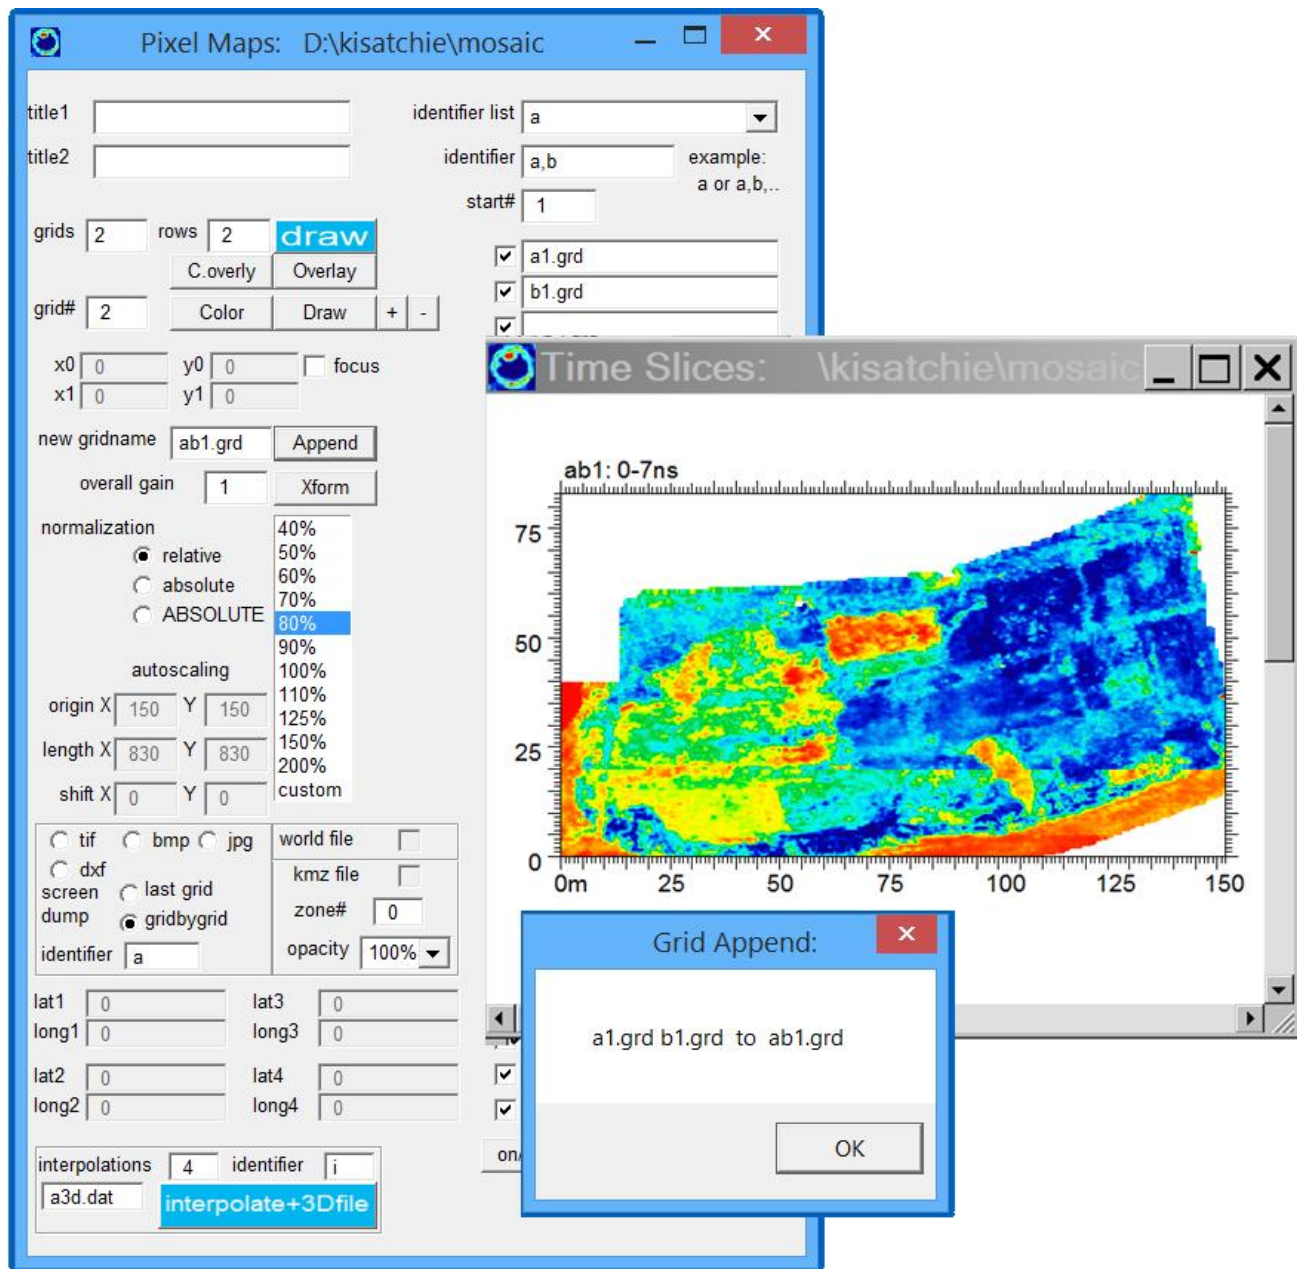 Pixel Maps: D:\kisatchie\mosaic
title1
title2
identifier list a
identifier a,b example:
a or a,b,..
start# 1
grids 2 rows 2 draw
C.overly Overlay
grid# 2 Color Draw + -
a1.grd
b1.grd
x0 0 y0 0 focus
x1 0 y1 0
new gridname ab1.grd Append
overall gain 1 Xform
normalization
relative
absolute
ABSOLUTE
40%
50%
60%
70%
80%
90%
100%
110%
125%
150%
200%
custom
autoscaling
origin X 150 Y 150
length X 830 Y 830
shift X 0 Y 0
tif bmp jpg
dxf
screen
dump
last grid
gridbygrid
identifier a
world file
kmz file
zone# 0
opacity 100%
lat1 0 lat3 0
long1 0 long3 0
lat2 0 lat4 0
long2 0 long4 0
interpolations 4 identifier i
a3d.dat interpolate+3Dfile
Time Slices: \kisatchie\mosaic
ab1: 0-7ns
75
50
25
0
0m 25 50 75 100 125 150
Grid Append:
a1.grd b1.grd to ab1.grd
OK
on/